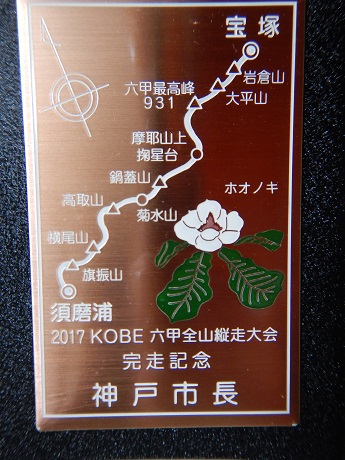 宝塚
岩倉山
六甲最高峰
931
大平山
摩耶山上
掬星台
鍋蓋山
ホオノキ
高取山
菊水山
横尾山
旗振山
須磨浦
2017 KOBE 六甲全山縦走大会
完走記念
神戸市長